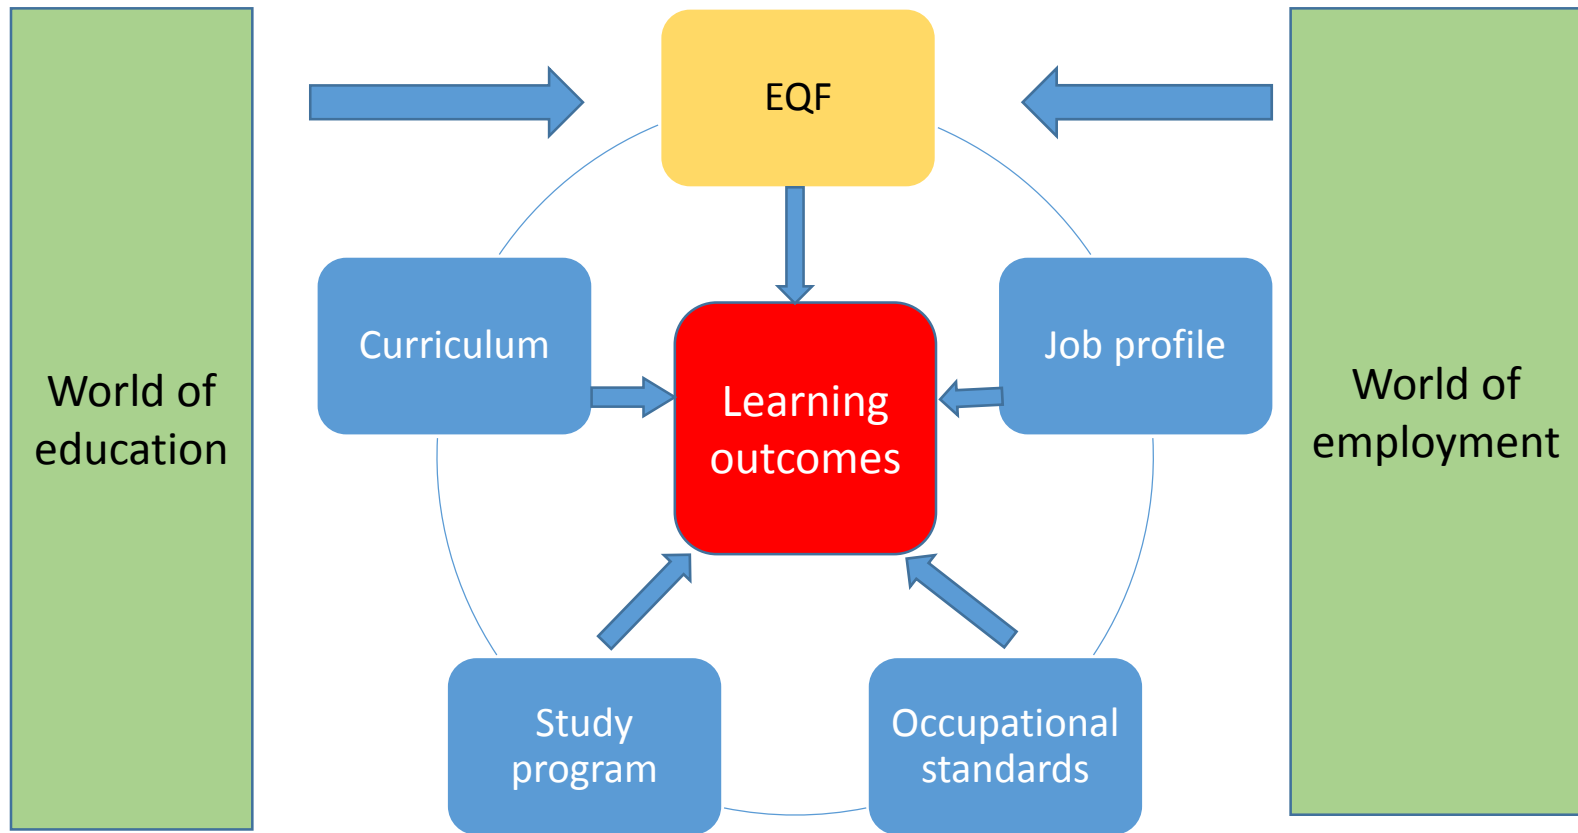 EQF
Curriculum
Job profile
World of
education
Learning
outcomes
World of
employment
Study
program
Occupational
standards